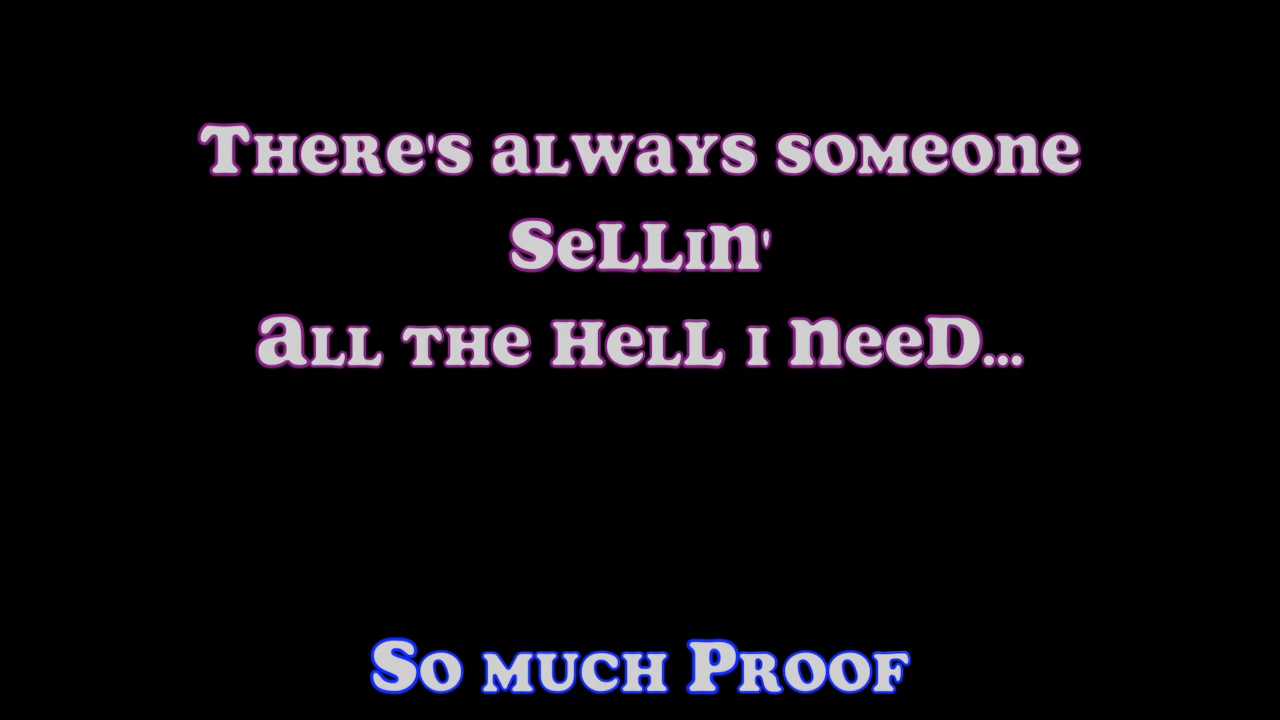 There's always someone
Sellin'
all the hell i need...
So much Proof